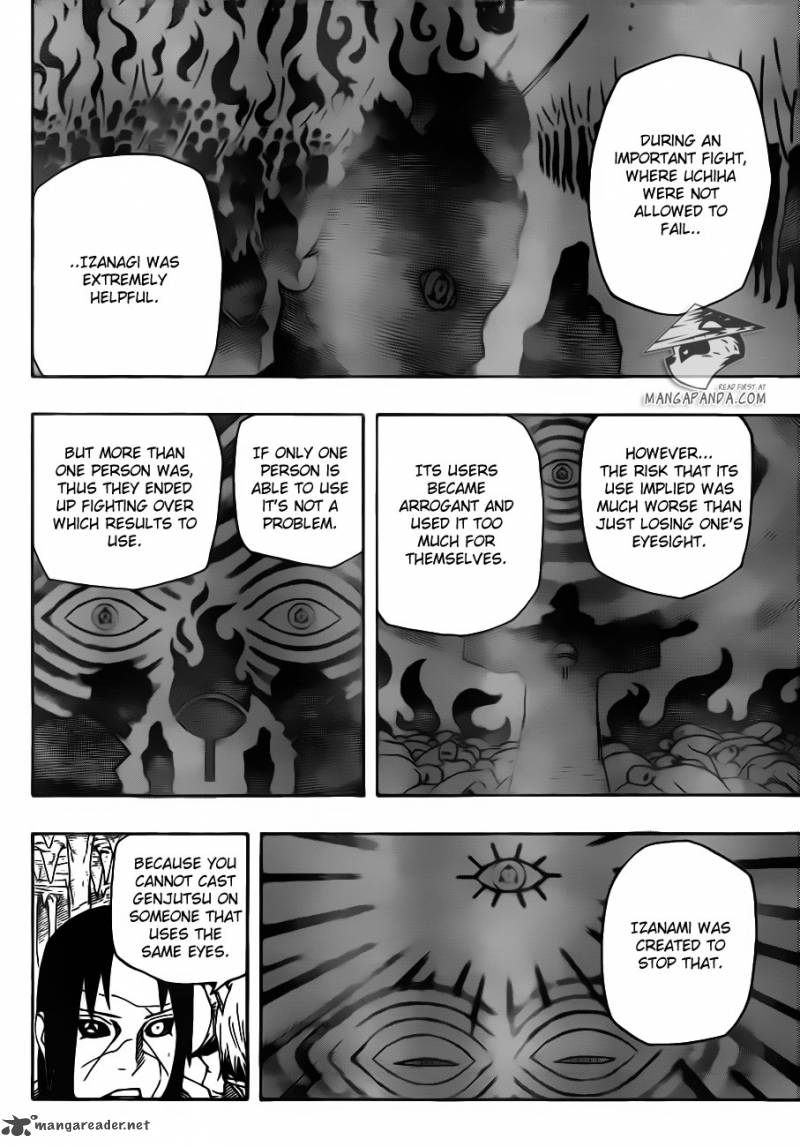 DURING AN
IMPORTANT FIGHT,
WHERE UCHIHA
WERE NOT
ALLOWED TO
FAIL..
..IZANAGI WAS
EXTREMELY
HELPFUL.
READ FIRST AT
MANGAPANDA.COM
HOWEVER...
THE RISK THAT ITS
USE IMPLIED WAS
MUCH WORSE THAN
JUST LOSING ONE'S
EYESIGHT.
ITS USERS
BECAME
ARROGANT AND
USED IT TOO
MUCH FOR
THEMSELVES.
IF ONLY ONE
PERSON IS
ABLE TO USE
IT'S NOT A
PROBLEM.
BUT MORE THAN
ONE PERSON WAS,
THUS THEY ENDED
UP FIGHTING OVER
WHICH RESULTS TO
USE.
IZANAMI WAS
CREATED TO
STOP THAT.
BECAUSE YOU
CANNOT CAST
GENJUTSU ON
SOMEONE THAT
USES THE
SAME EYES.
mangareader.net